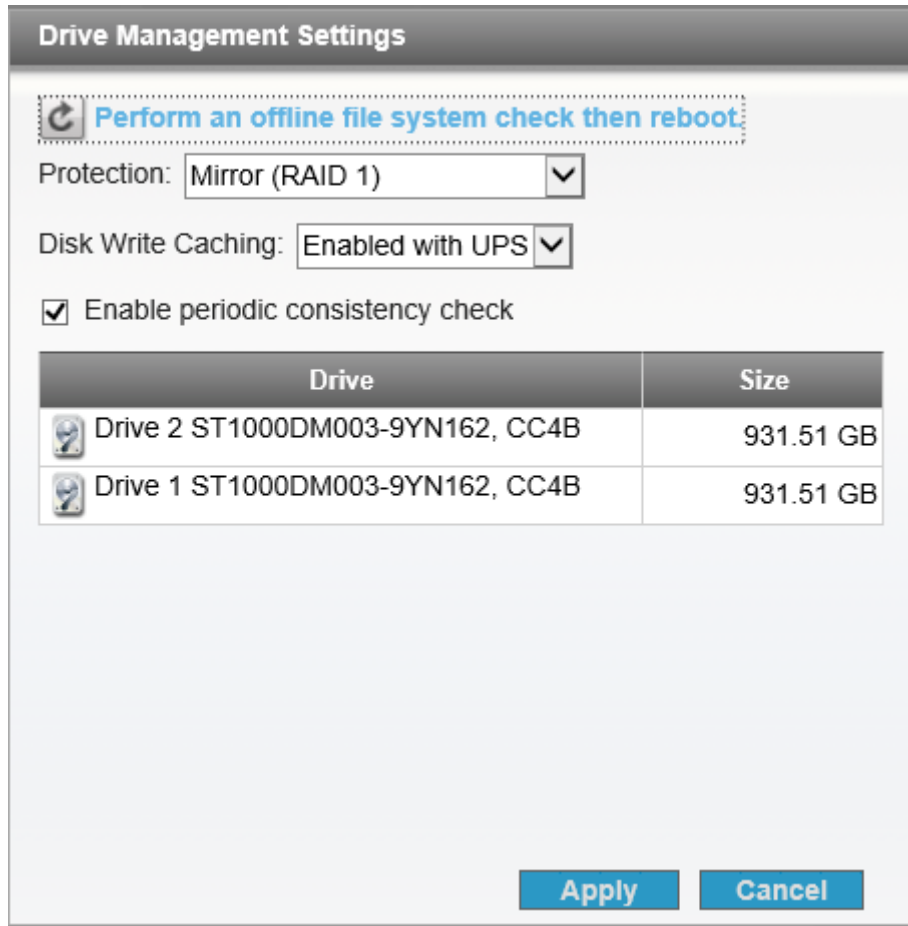 Drive Management Settings
Perform an offline file system check then reboot.
Protection: Mirror (RAID 1)
Disk Write Caching: Enabled with UPS
Enable periodic consistency check
Drive Size
Drive 2 ST1000DM003-9YN162, CC4B 931.51 GB
Drive 1 ST1000DM003-9YN162, CC4B 931.51 GB
Apply Cancel